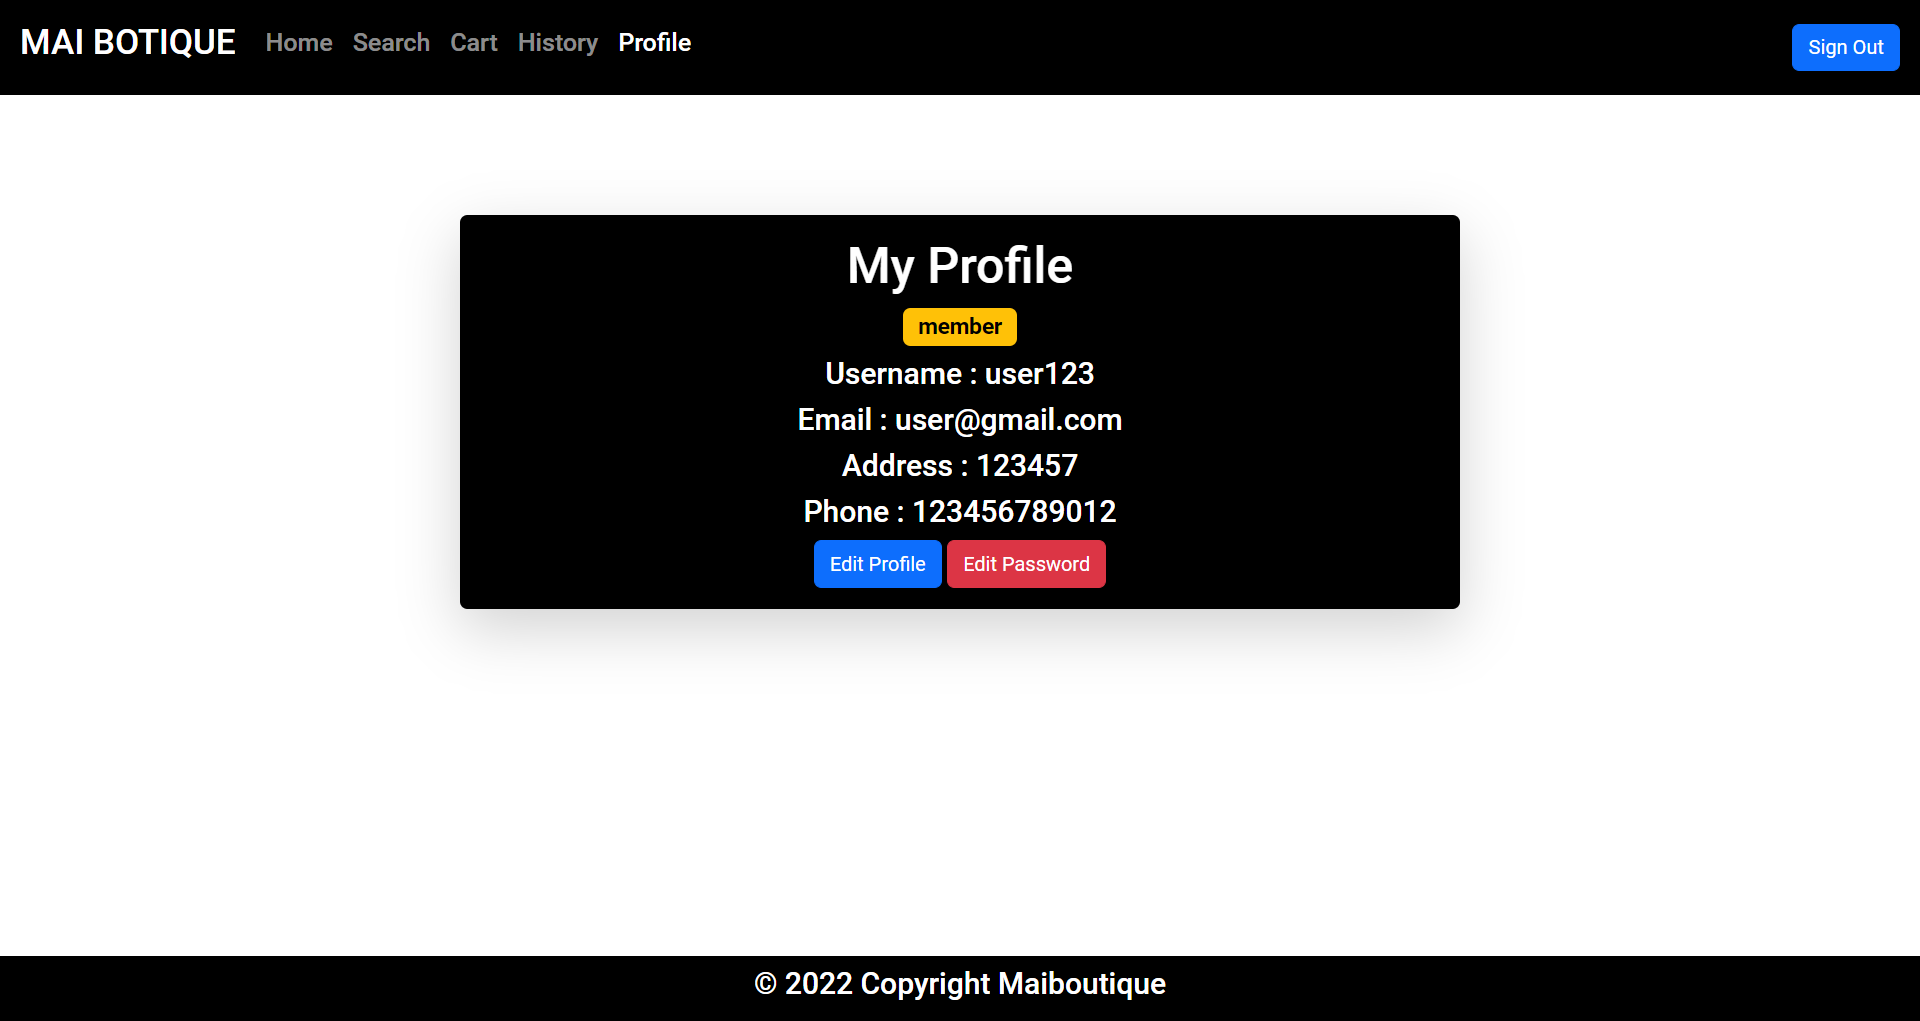 MAI BOTIQUE Home Search Cart History Profile Sign Out
My Profile
member
Username : user123
Email : user@gmail.com
Address : 123457
Phone : 123456789012
Edit Profile Edit Password
© 2022 Copyright Maiboutique